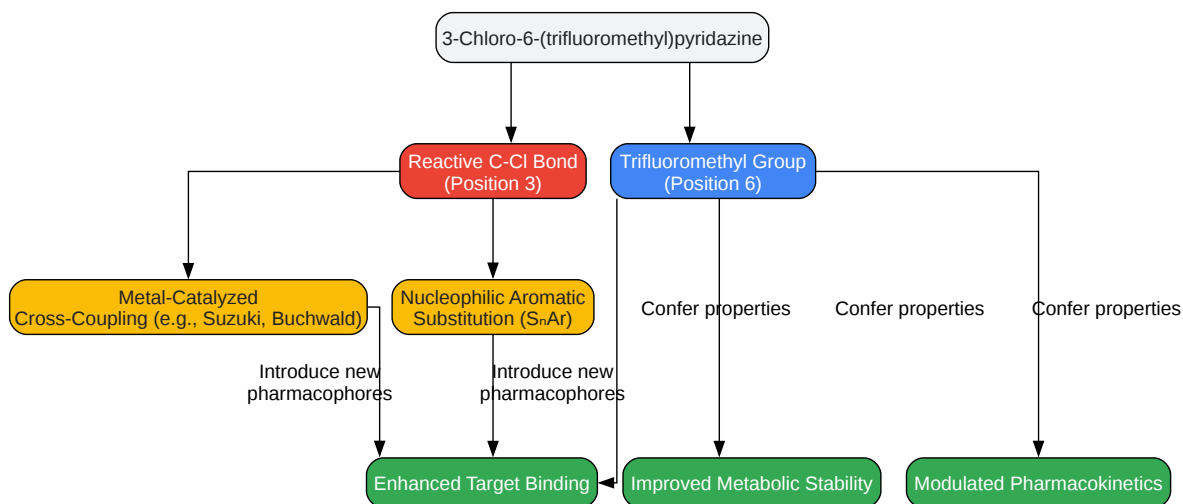 3-Chloro-6-(trifluoromethyl)pyridazine
Reactive C-Cl Bond
(Position 3)
Trifluoromethyl Group
(Position 6)
Metal-Catalyzed
Cross-Coupling (e.g., Suzuki, Buchwald)
Nucleophilic Aromatic
Substitution (SₙAr)
Confer properties
Confer properties
Confer properties
Introduce new
pharmacophores
Introduce new
pharmacophores
Enhanced Target Binding
Improved Metabolic Stability
Modulated Pharmacokinetics